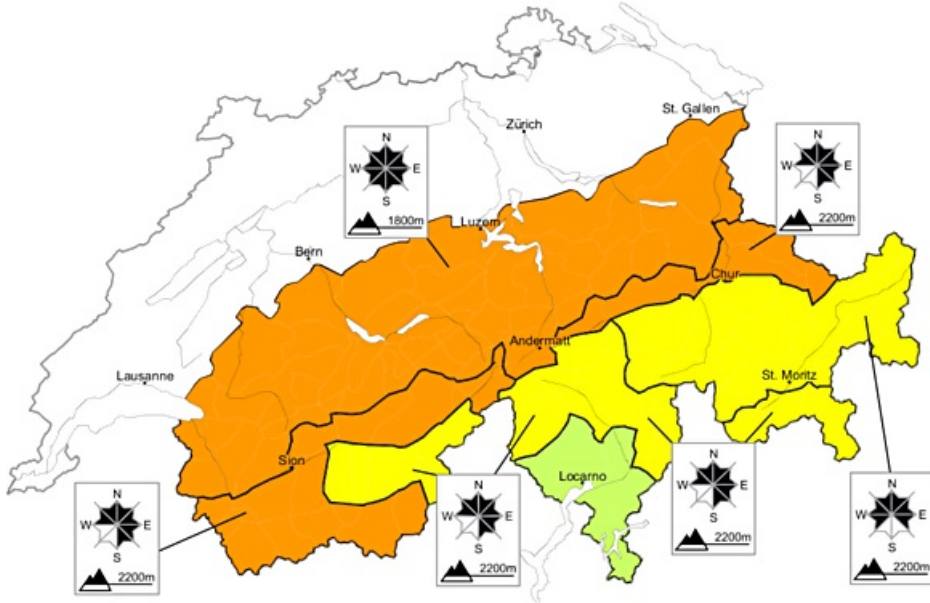 St. Gallen
Zürich
N
W E
S
1800m
N
W E
S
2200m
Luzern
Bern
Chur
Andermatt
Lausanne
St. Moritz
Sion
Locarno
N
W E
S
2200m
N
W E
S
2200m
N
W E
S
2200m
N
W E
S
2200m